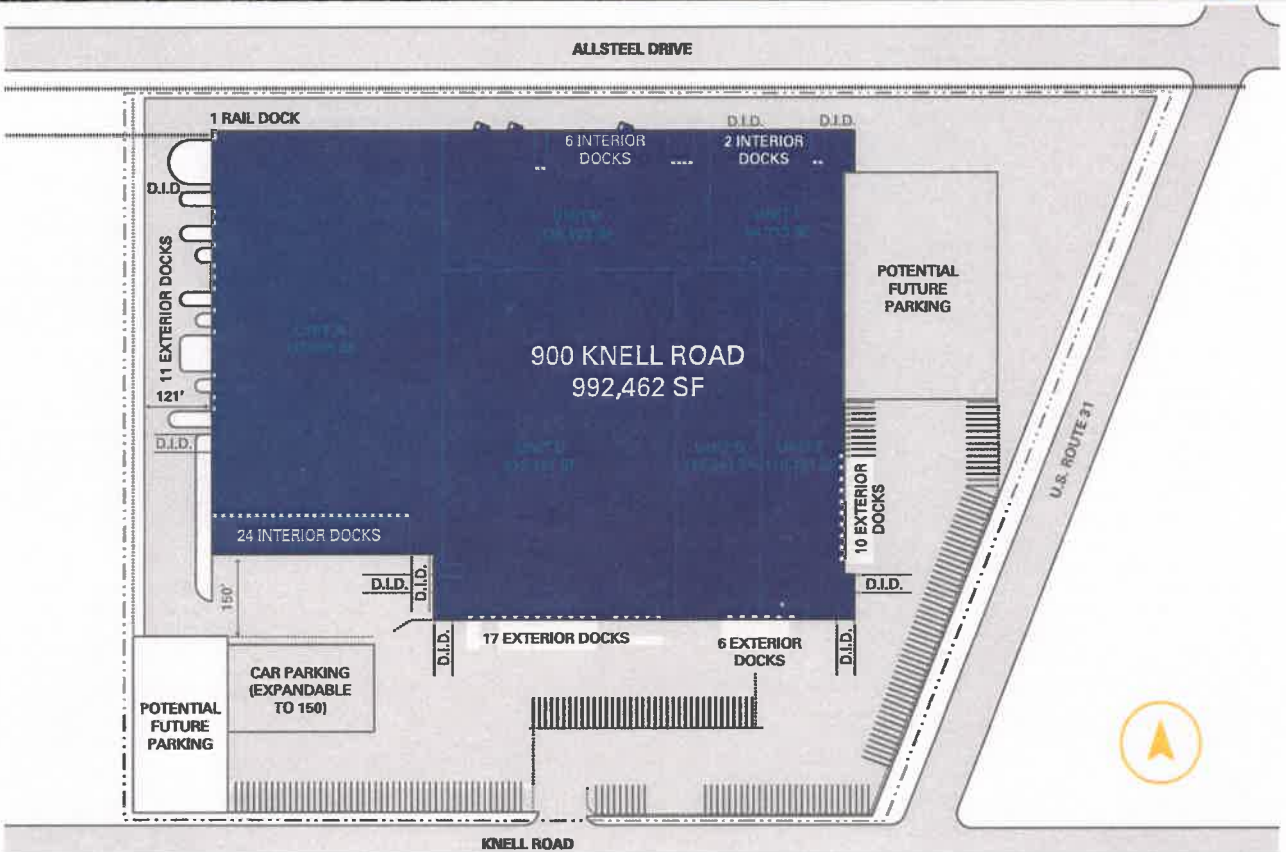 ALLSTEEL DRIVE
1 RAIL DOCK
D.I.D.
D.I.D.
6 INTERIOR
DOCKS
2 INTERIOR
DOCKS
D.I.D.
11 EXTERIOR DOCKS
121'
D.I.D.
UNIT
POTENTIAL
FUTURE
PARKING
900 KNELL ROAD
992,462 SF
U.S. ROUTE 31
10 EXTERIOR
DOCKS
24 INTERIOR DOCKS
150'
D.I.D.
D.I.D.
D.I.D.
17 EXTERIOR DOCKS
6 EXTERIOR
DOCKS
D.I.D.
D.I.D.
CAR PARKING
(EXPANDABLE
TO 150)
POTENTIAL
FUTURE
PARKING
KNELL ROAD